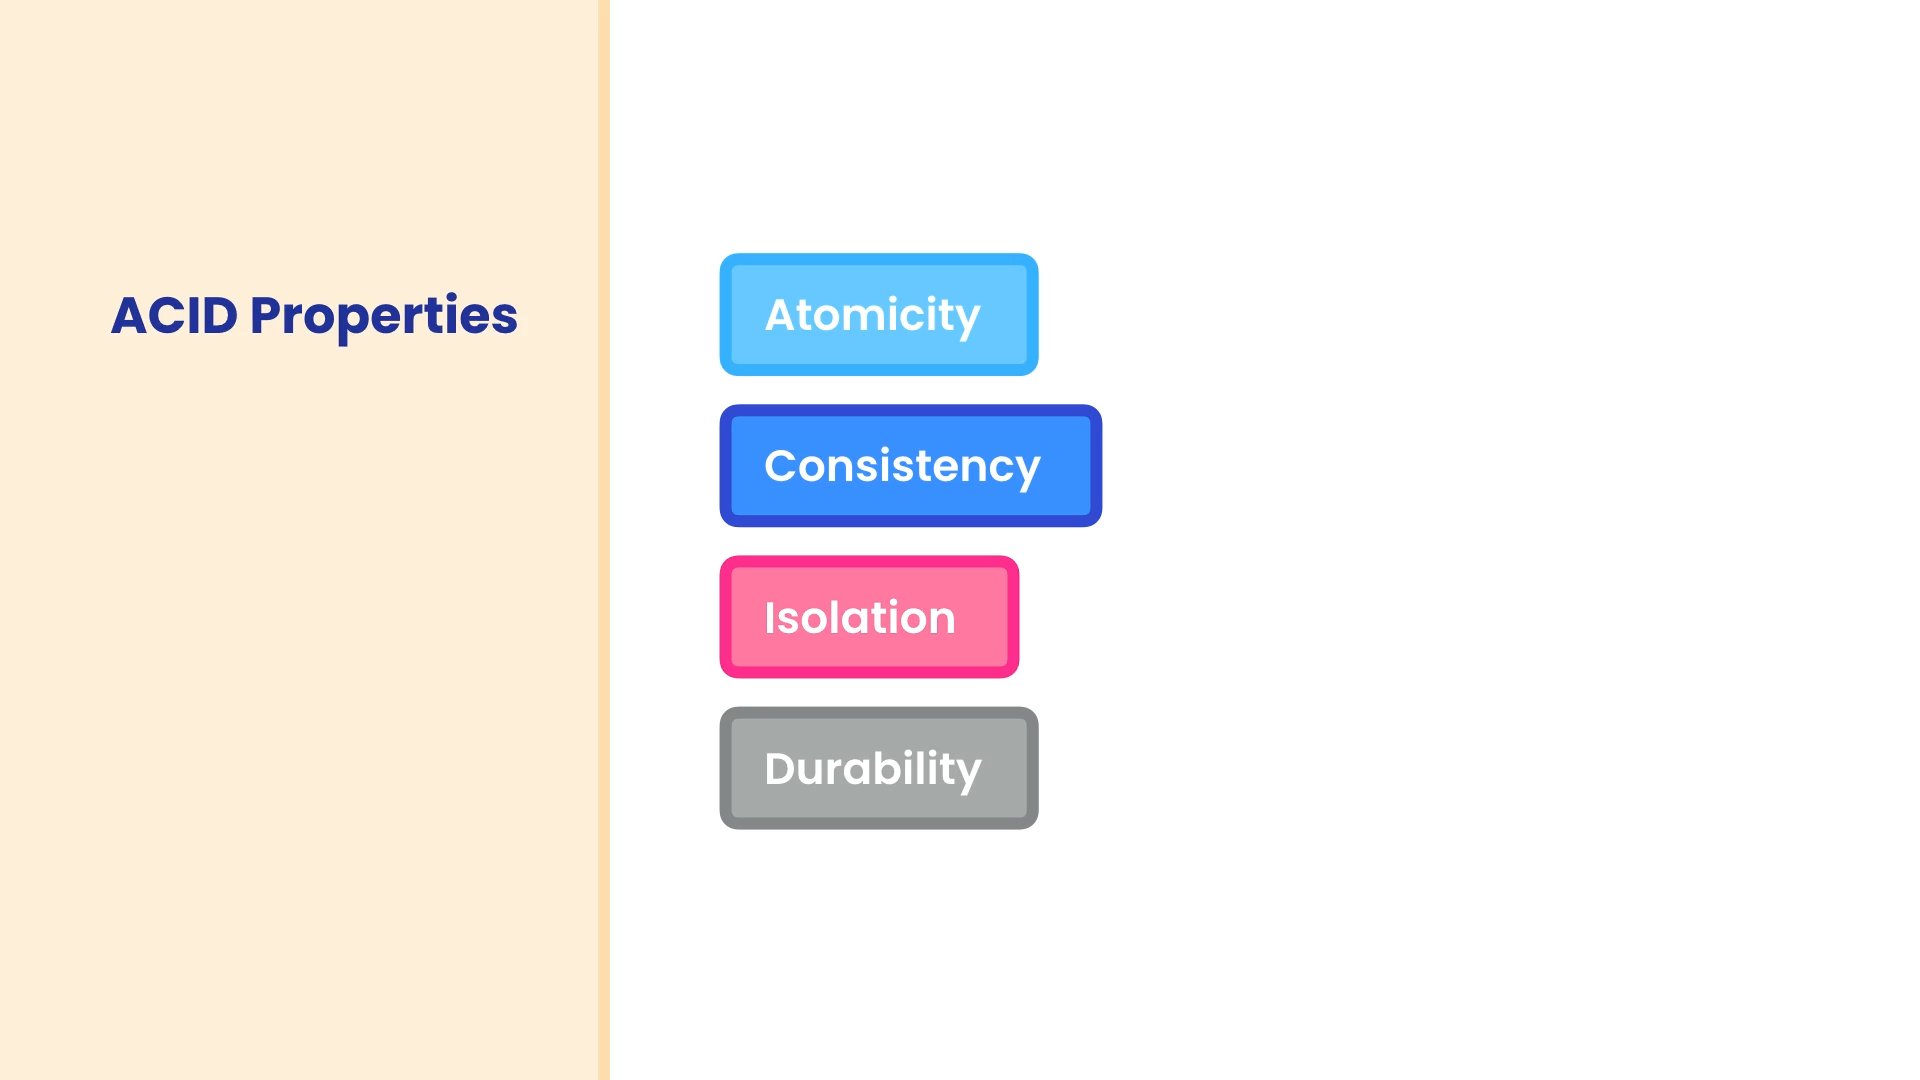 ACID Properties
Atomicity
Consistency
Isolation
Durability